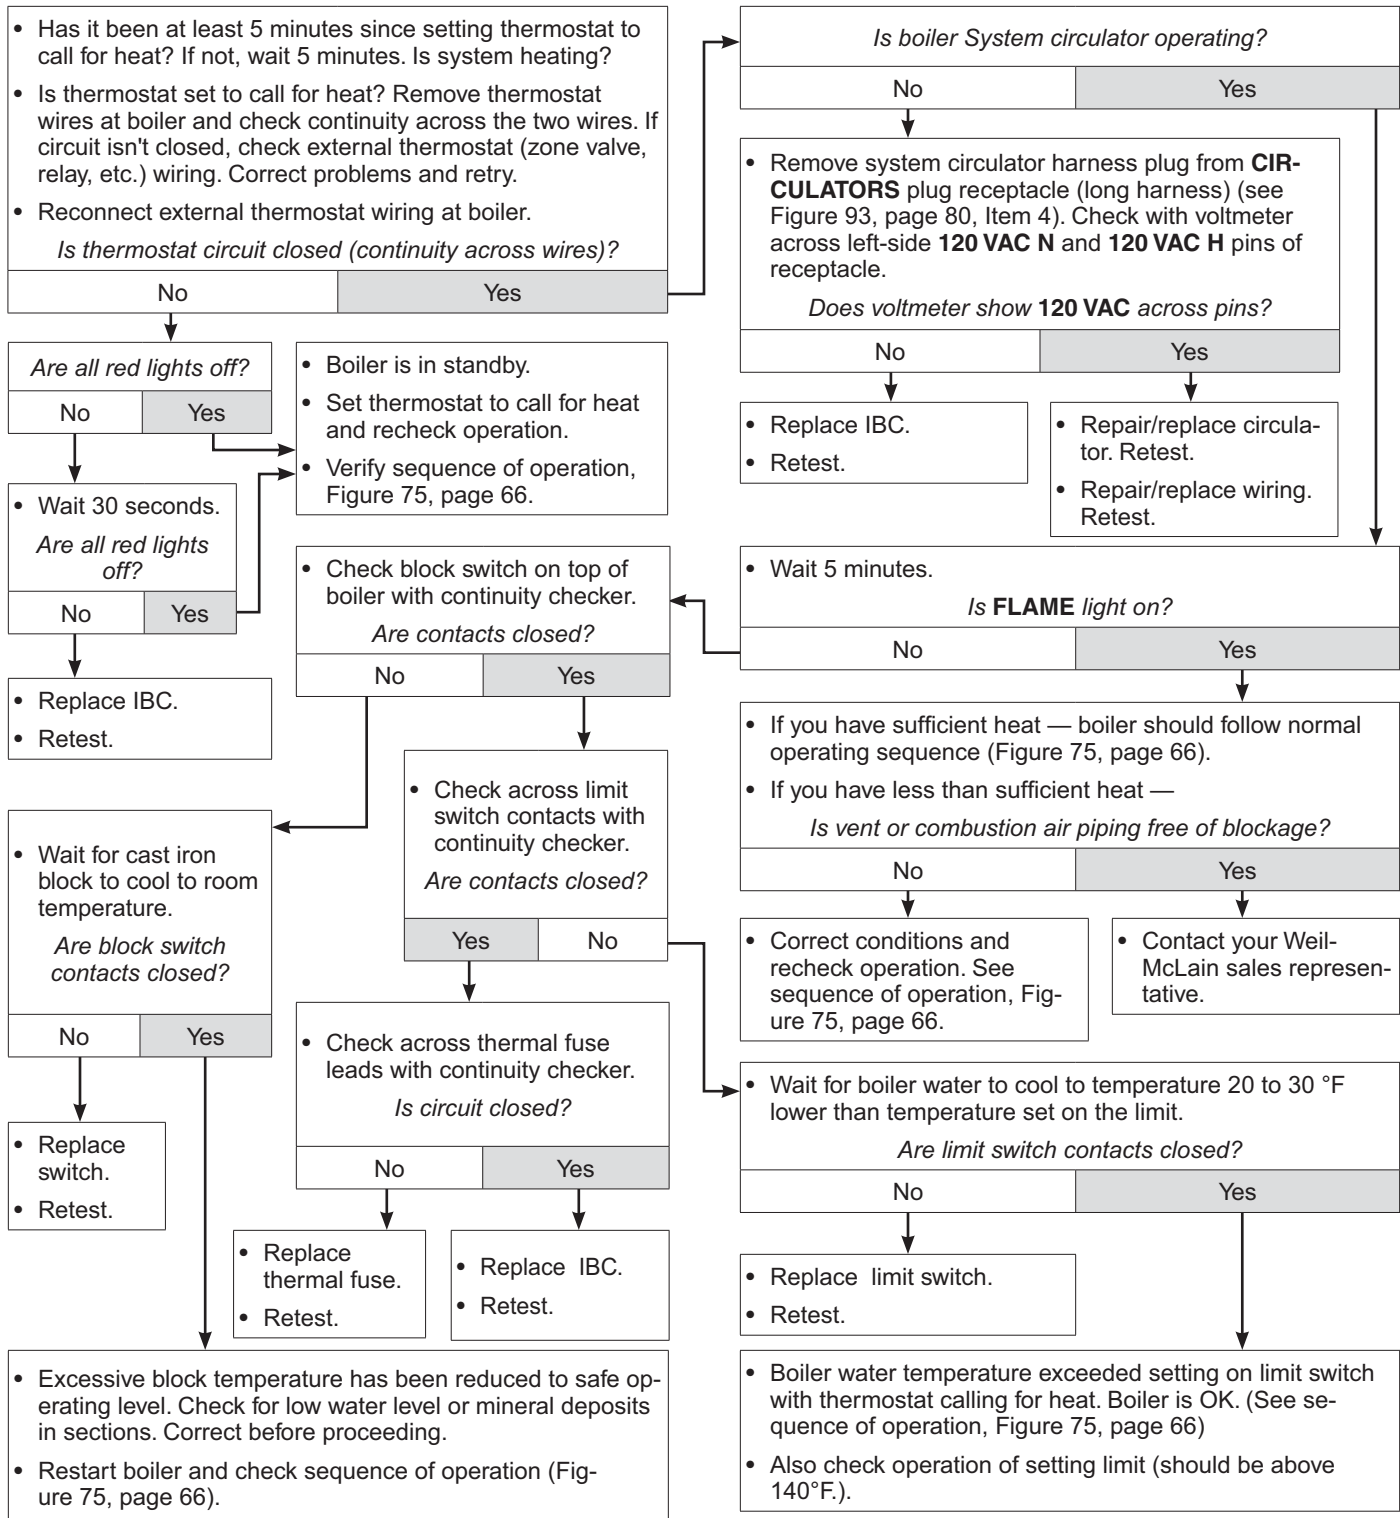 • Has it been at least 5 minutes since setting thermostat to
call for heat? If not, wait 5 minutes. Is system heating?
• Is thermostat set to call for heat? Remove thermostat
wires at boiler and check continuity across the two wires. If
circuit isn't closed, check external thermostat (zone valve,
relay, etc.) wiring. Correct problems and retry.
• Reconnect external thermostat wiring at boiler.
Is thermostat circuit closed (continuity across wires)?
No
Yes
Is boiler System circulator operating?
No
Yes
• Remove system circulator harness plug from CIR-
CULATORS plug receptacle (long harness) (see
Figure 93, page 80, Item 4). Check with voltmeter
across left-side 120 VAC N and 120 VAC H pins of
receptacle.
Does voltmeter show 120 VAC across pins?
No
Yes
• Replace IBC.
• Retest.
• Repair/replace circula-
tor. Retest.
• Repair/replace wiring.
Retest.
Are all red lights off?
No
Yes
• Boiler is in standby.
• Set thermostat to call for heat
and recheck operation.
• Verify sequence of operation,
Figure 75, page 66.
• Wait 30 seconds.
Are all red lights
off?
No
Yes
• Replace IBC.
• Retest.
• Wait 5 minutes.
Is FLAME light on?
No
Yes
• Check block switch on top of
boiler with continuity checker.
Are contacts closed?
No
Yes
• If you have sufficient heat — boiler should follow normal
operating sequence (Figure 75, page 66).
• If you have less than sufficient heat —
Is vent or combustion air piping free of blockage?
No
Yes
• Correct conditions and
recheck operation. See
sequence of operation, Fig-
ure 75, page 66.
• Contact your Weil-
McLain sales represen-
tative.
• Check across limit
switch contacts with
continuity checker.
Are contacts closed?
Yes
No
• Wait for cast iron
block to cool to room
temperature.
Are block switch
contacts closed?
No
Yes
• Replace
switch.
• Retest.
• Check across thermal fuse
leads with continuity checker.
Is circuit closed?
No
Yes
• Replace
thermal fuse.
• Retest.
• Replace IBC.
• Retest.
• Wait for boiler water to cool to temperature 20 to 30 °F
lower than temperature set on the limit.
Are limit switch contacts closed?
No
Yes
• Replace limit switch.
• Retest.
• Excessive block temperature has been reduced to safe op-
erating level. Check for low water level or mineral deposits
in sections. Correct before proceeding.
• Restart boiler and check sequence of operation (Fig-
ure 75, page 66).
• Boiler water temperature exceeded setting on limit switch
with thermostat calling for heat. Boiler is OK. (See se-
quence of operation, Figure 75, page 66)
• Also check operation of setting limit (should be above
140°F.).